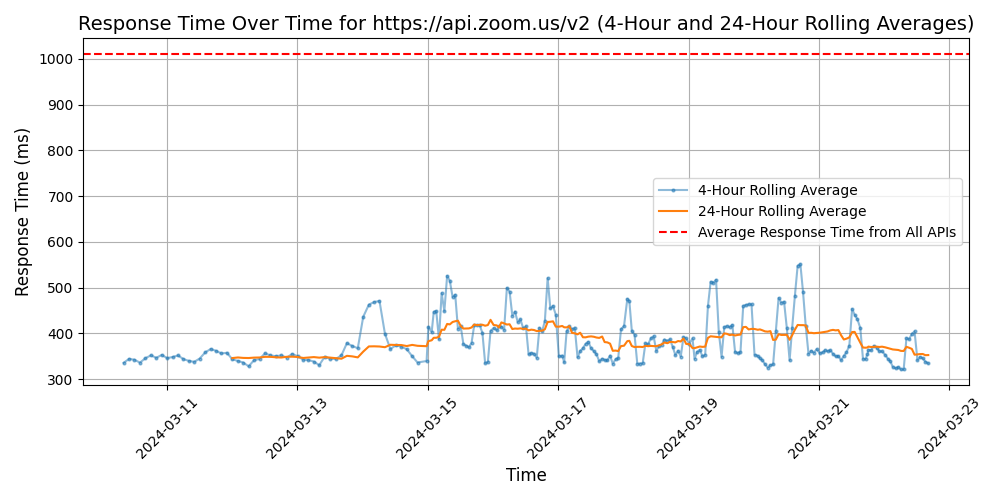 Response Time Over Time for https://api.zoom.us/v2 (4-Hour and 24-Hour Rolling Averages)
Response Time (ms)
1000
900
800
700
600
500
400
300
4-Hour Rolling Average
24-Hour Rolling Average
Average Response Time from All APIs
2024-03-11
2024-03-13
2024-03-15
2024-03-17
2024-03-19
2024-03-21
2024-03-23
Time